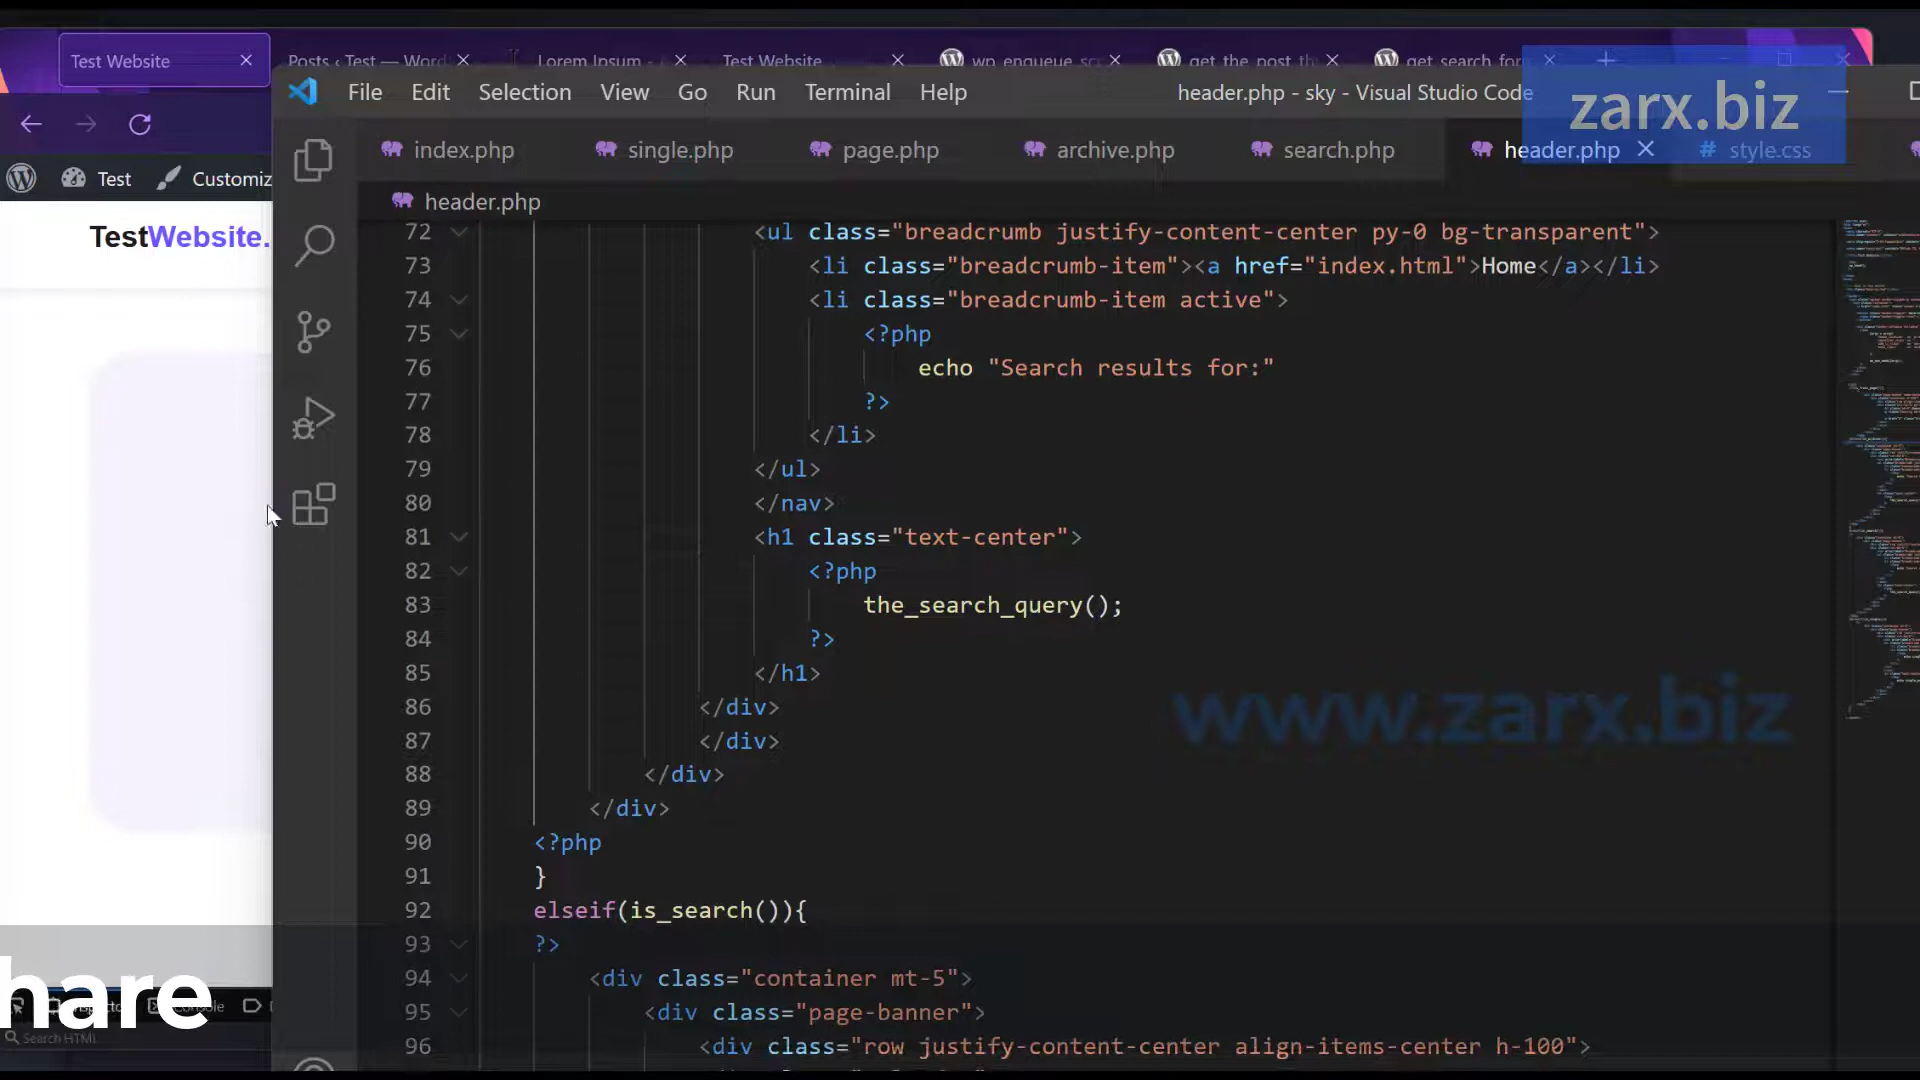 Test Website
Posts ‹ Test — Word
Lorem Ipsum -
Test Website
wp_enqueue_sc
get_the_post_th
get_search_for
File Edit Selection View Go Run Terminal Help
header.php - sky - Visual Studio Code
zarx.biz
index.php single.php page.php archive.php search.php header.php # style.css
Test
Customiz
header.php
TestWebsite.
72 <ul class="breadcrumb justify-content-center py-0 bg-transparent">
73 <li class="breadcrumb-item"><a href="index.html">Home</a></li>
74 <li class="breadcrumb-item active">
75 <?php
76 echo "Search results for:"
77 ?>
78 </li>
79 </ul>
80 </nav>
81 <h1 class="text-center">
82 <?php
83 the_search_query();
84 ?>
85 </h1>
86 </div>
87 </div>
88 </div>
89 </div>
90 <?php
91 }
92 elseif(is_search()){
93 ?>
94 <div class="container mt-5">
95 <div class="page-banner">
96 <div class="row justify-content-center align-items-center h-100">
www.zarx.biz
hare
Search HTML